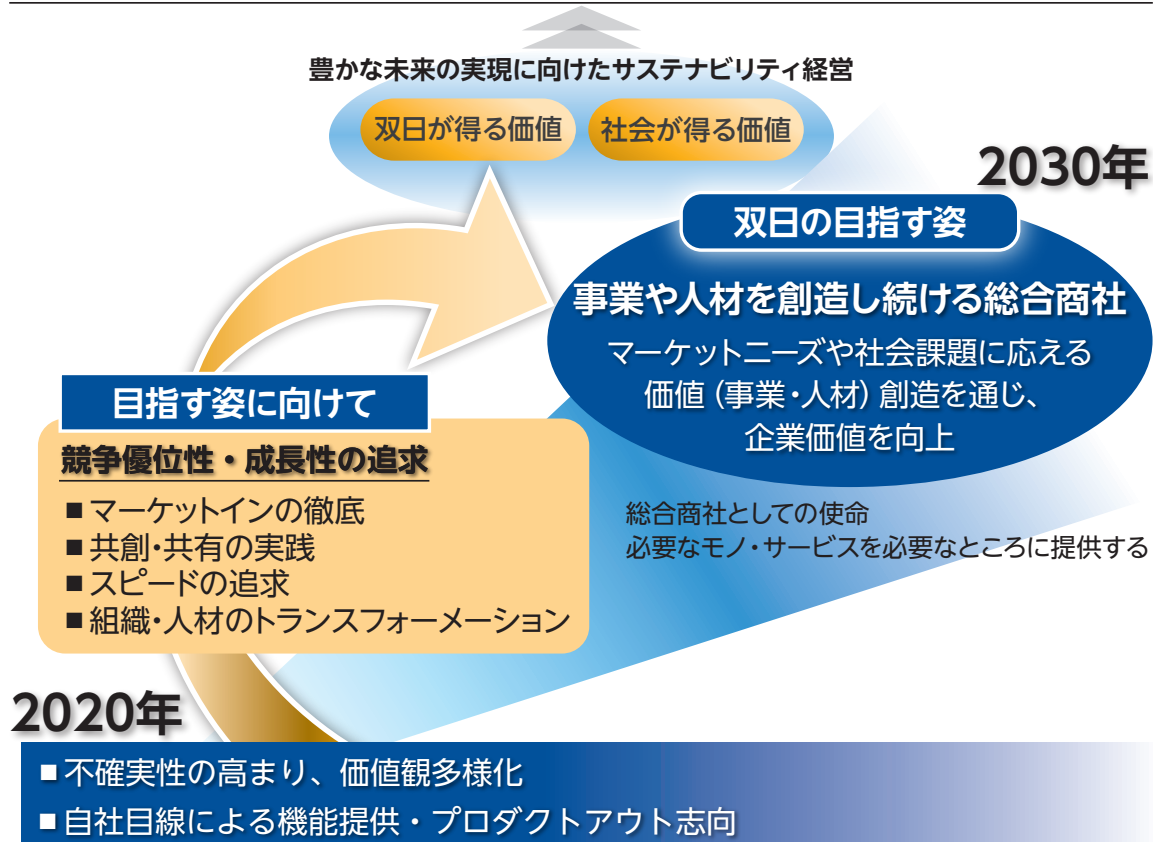 豊かな未来の実現に向けたサステナビリティ経営
双日が得る価値
社会が得る価値
2030年
双日の目指す姿
事業や人材を創造し続ける総合商社
マーケットニーズや社会課題に応える
価値（事業・人材）創造を通じ、
企業価値を向上
目指す姿に向けて
競争優位性・成長性の追求
■マーケットインの徹底
■共創・共有の実践
■スピードの追求
■組織・人材のトランスフォーメーション
総合商社としての使命
必要なモノ・サービスを必要なところに提供する
2020年
■不確実性の高まり、価値観多様化
■自社目線による機能提供・プロダクトアウト志向